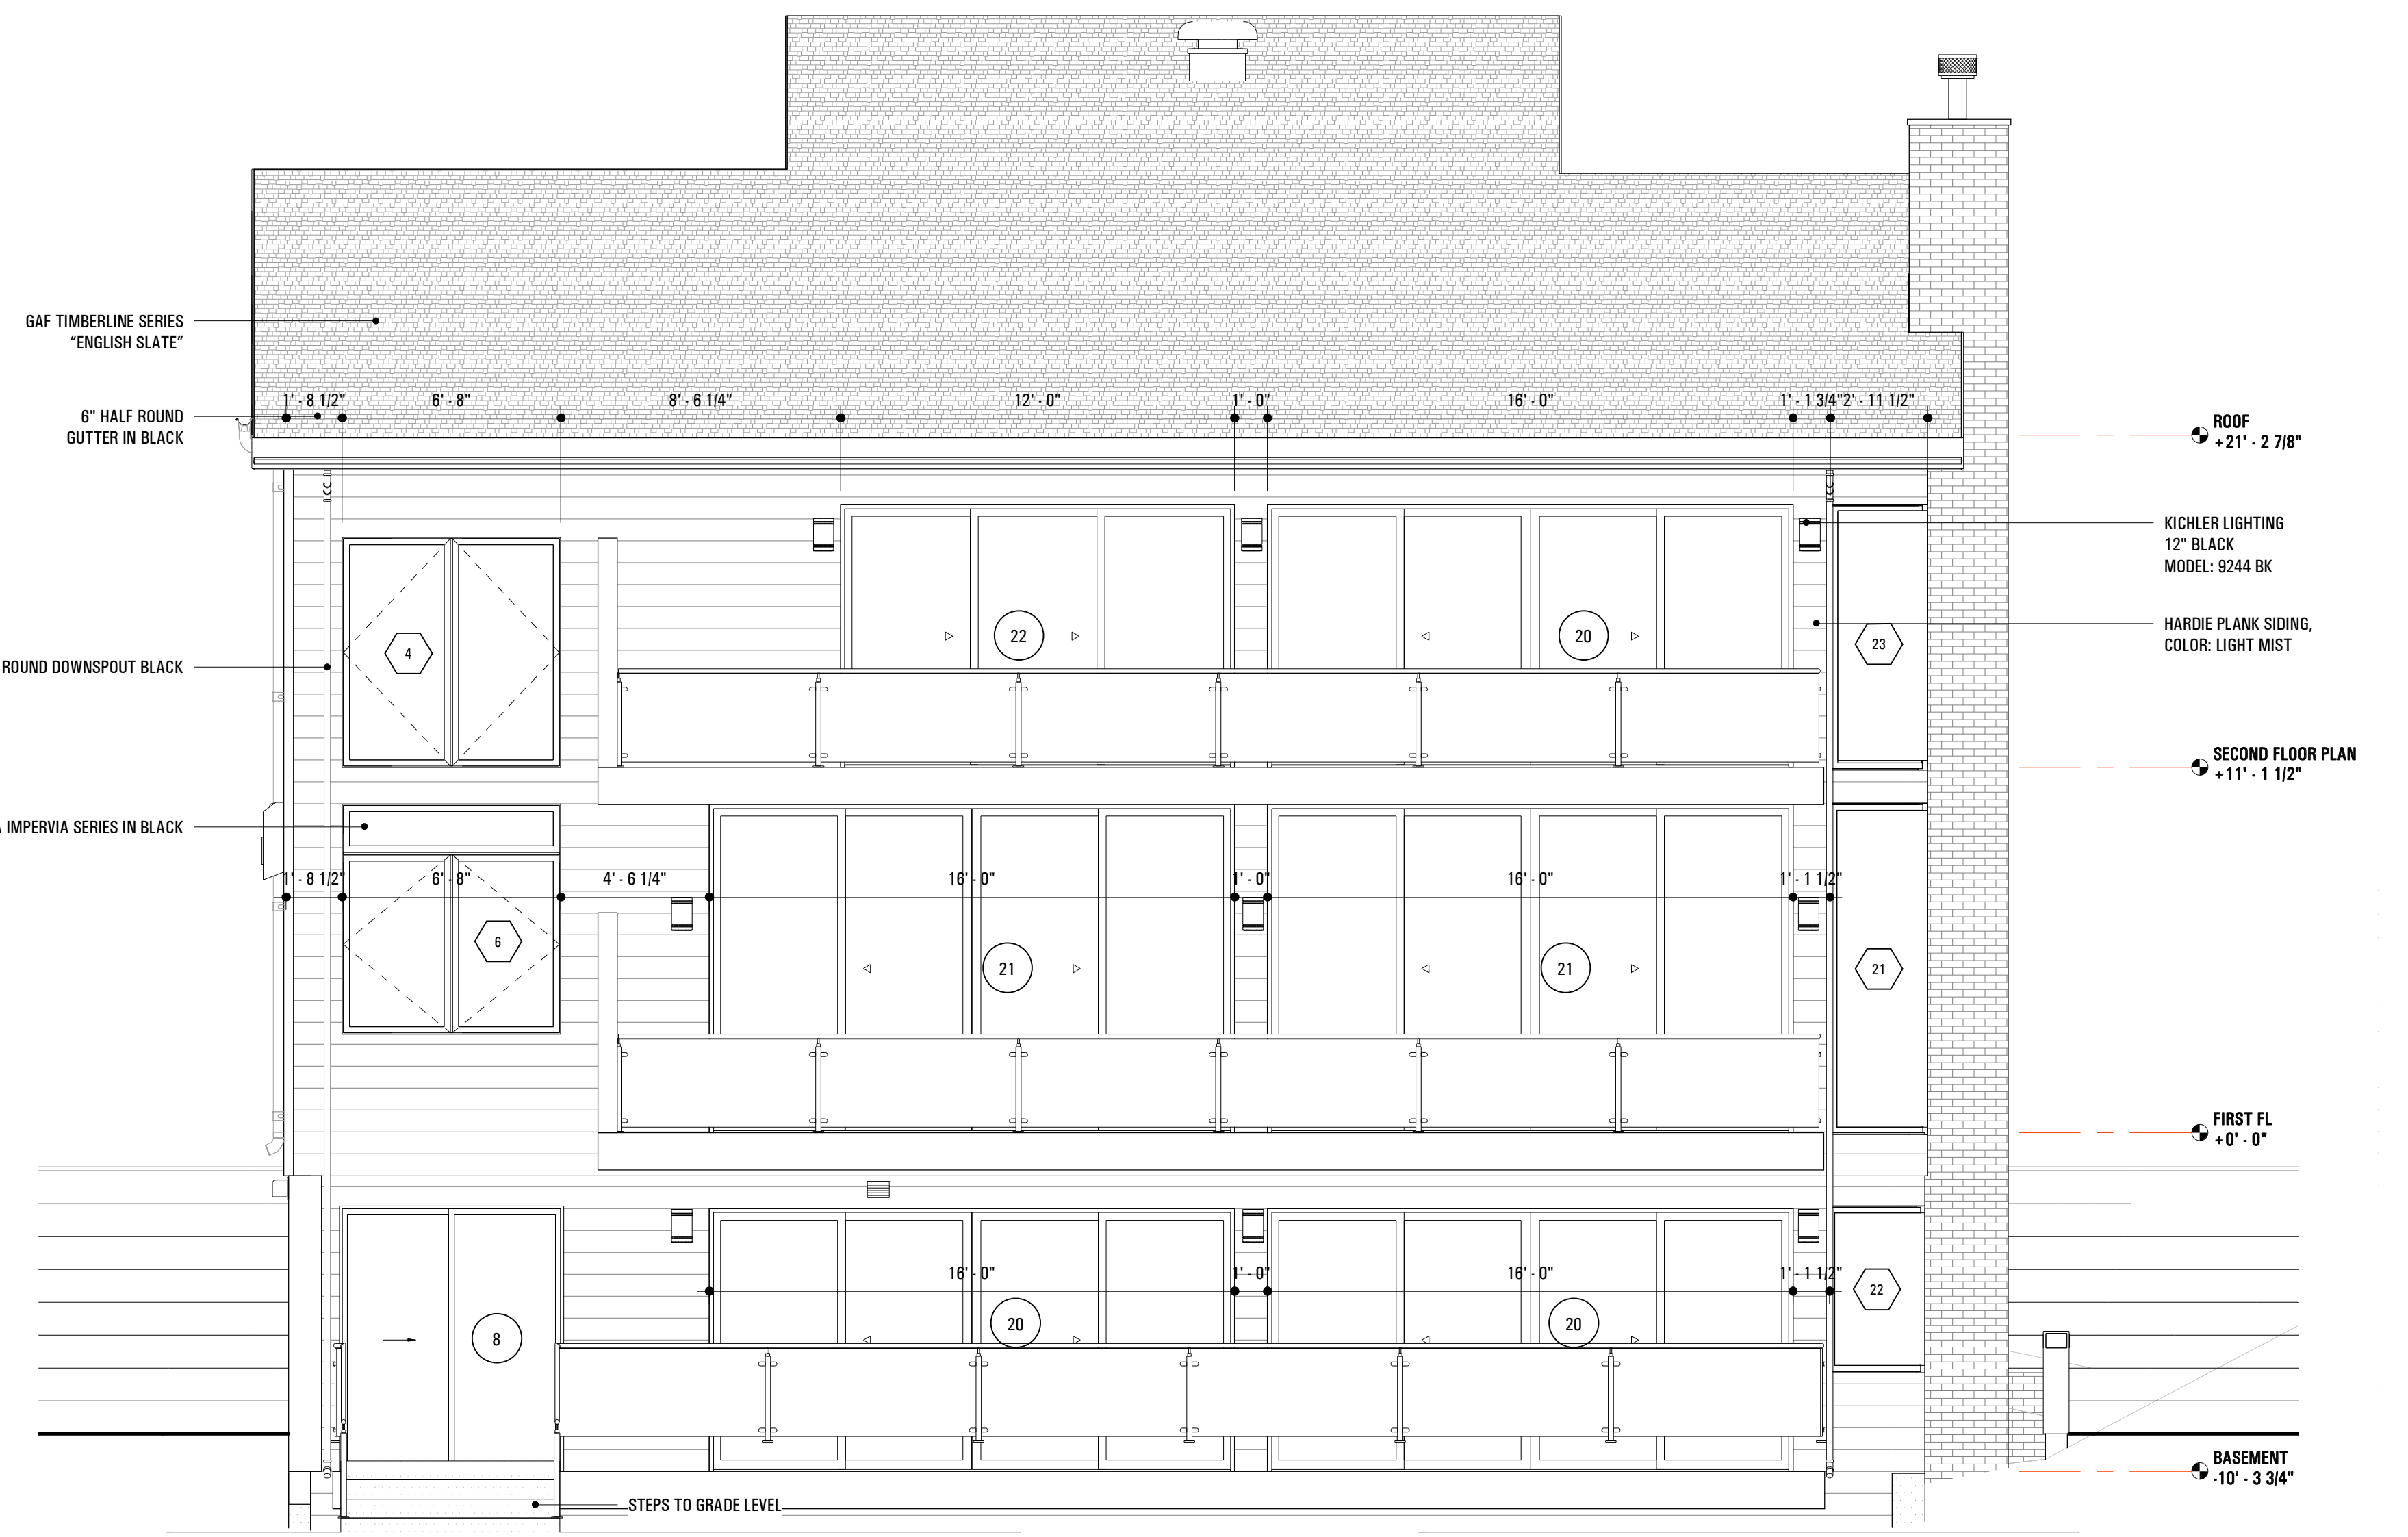 GAF TIMBERLINE SERIES
“ENGLISH SLATE”
6" HALF ROUND
GUTTER IN BLACK
1' - 8 1/2"
6' - 8"
8' - 6 1/4"
12' - 0"
1' - 0"
16' - 0"
1' - 1 3/4"
2' - 11 1/2"
ROOF
+21' - 2 7/8"
KICHLER LIGHTING
12" BLACK
MODEL: 9244 BK
HARDIE PLANK SIDING,
COLOR: LIGHT MIST
22
20
4
23
ROUND DOWNSPOUT BLACK
SECOND FLOOR PLAN
+11' - 1 1/2"
IMPERVIA SERIES IN BLACK
1' - 8 1/2"
6' - 8"
4' - 6 1/4"
16' - 0"
1' - 0"
16' - 0"
1' - 1 1/2"
6
21
21
21
FIRST FL
+0' - 0"
16' - 0"
1' - 0"
16' - 0"
1' - 1 1/2"
22
8
20
20
BASEMENT
-10' - 3 3/4"
STEPS TO GRADE LEVEL